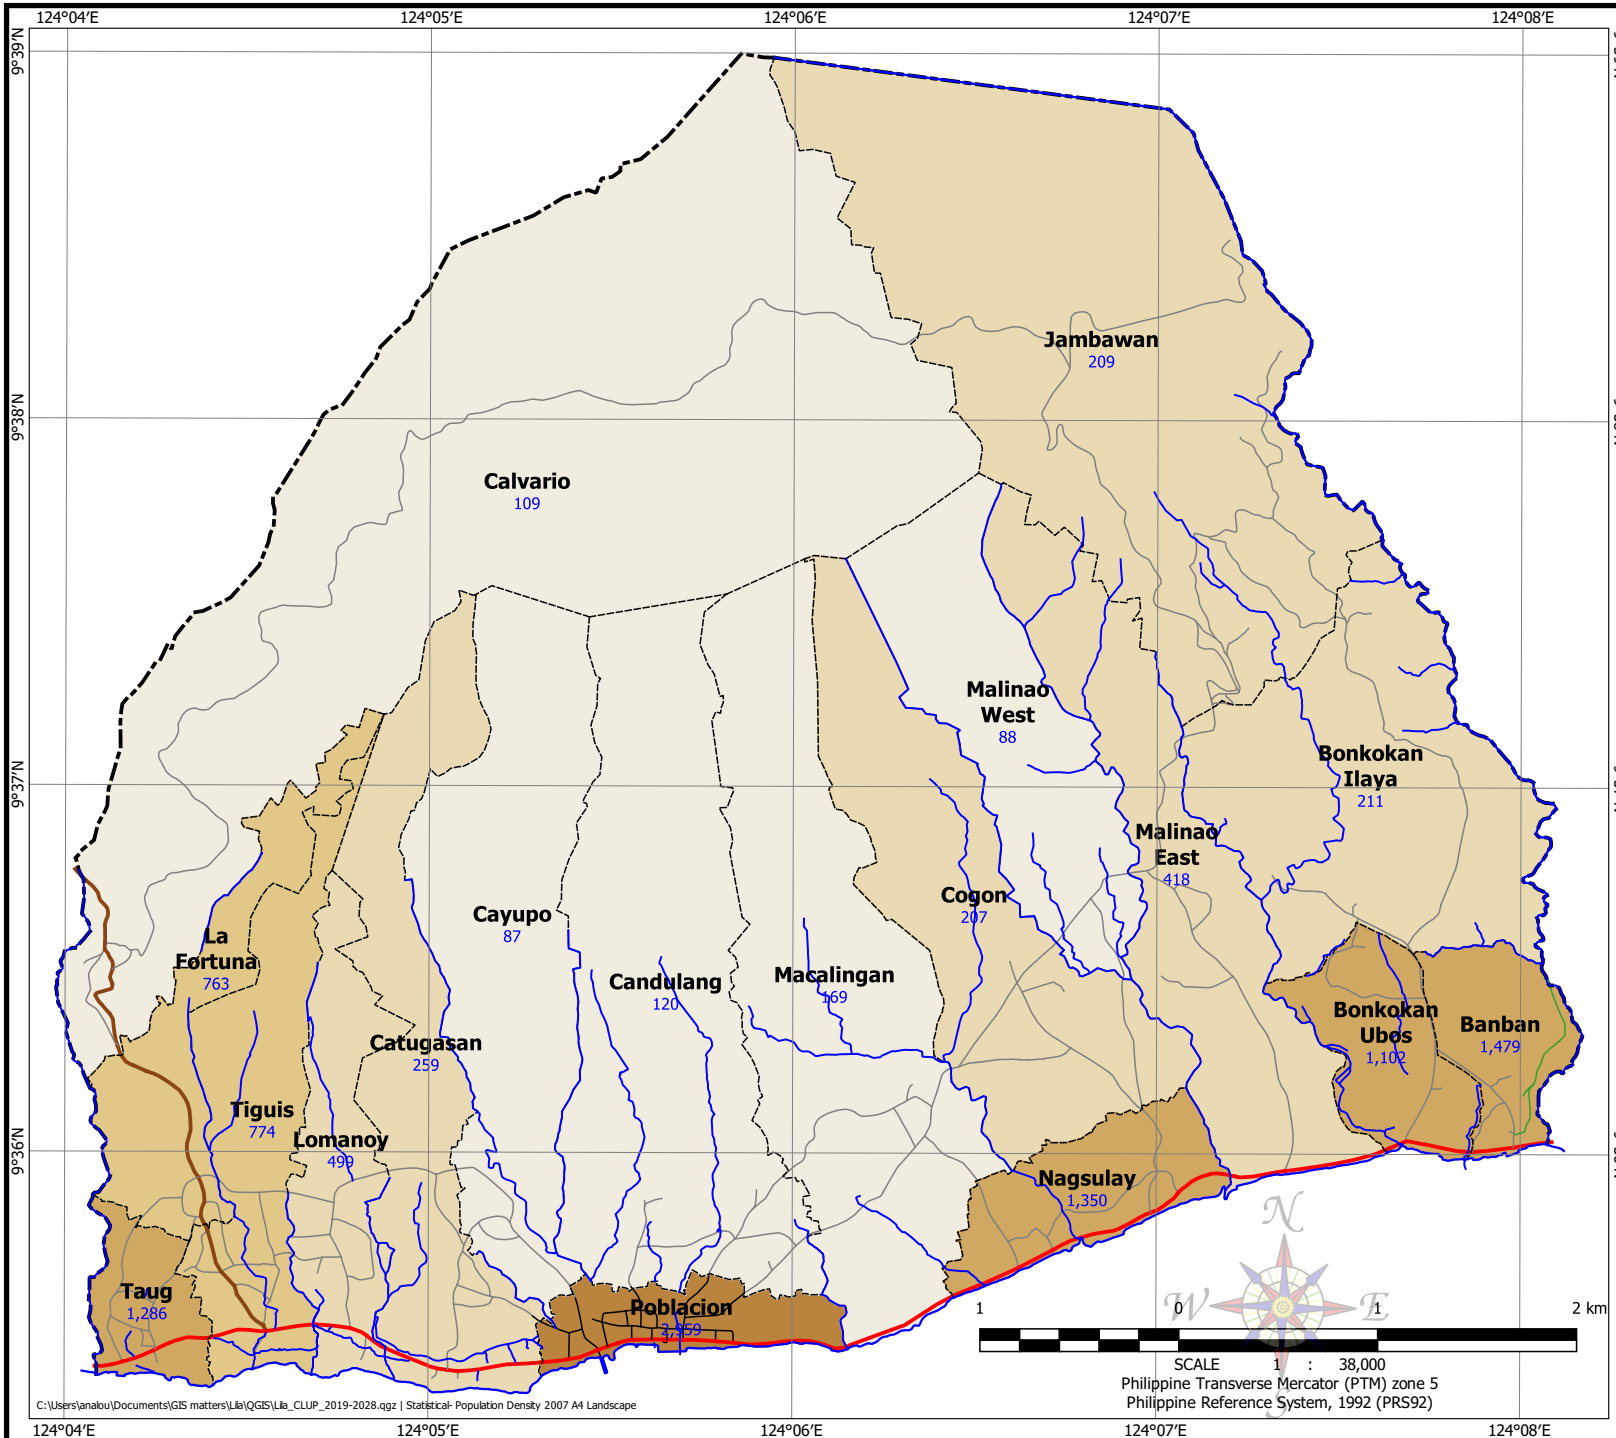 124°04′E 124°05′E 124°06′E 124°07′E 124°08′E
9°39′N
Jambawan
209
9°38′N
Calvario
109
Malinao
West
88
Bonkokan
Ilaya
211
9°37′N
Malinao
East
418
Cogon
207
Cayupo
87
La
Fortuna
763
Candulang
120
Macalingan
169
Bonkokan
Ubos
1,102
Banban
1,479
Catugasan
259
Tiguis
774
Lomanoy
499
9°36′N
Nagsulay
1,350
N
W E
S
Taug
1,286
Poblacion
2,959
1 0 1 2 km
SCALE 1 : 38,000
Philippine Transverse Mercator (PTM) zone 5
Philippine Reference System, 1992 (PRS92)
C:\Users\analou\Documents\GIS matters\Lila\QGIS\Lila_CLUP_2019-2028.qgz | Statistical- Population Density 2007 A4 Landscape
124°04′E 124°05′E 124°06′E 124°07′E 124°08′E